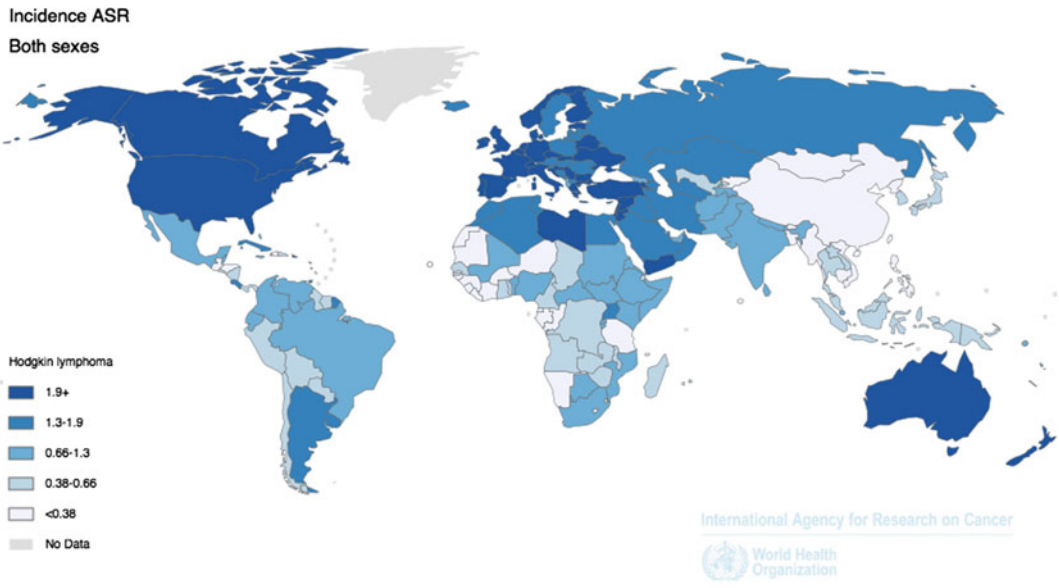 Incidence ASR
Both sexes
Hodgkin lymphoma
1.9+
1.3-1.9
0.66-1.3
0.38-0.66
<0.38
No Data
International Agency for Research on Cancer
World Health
Organization